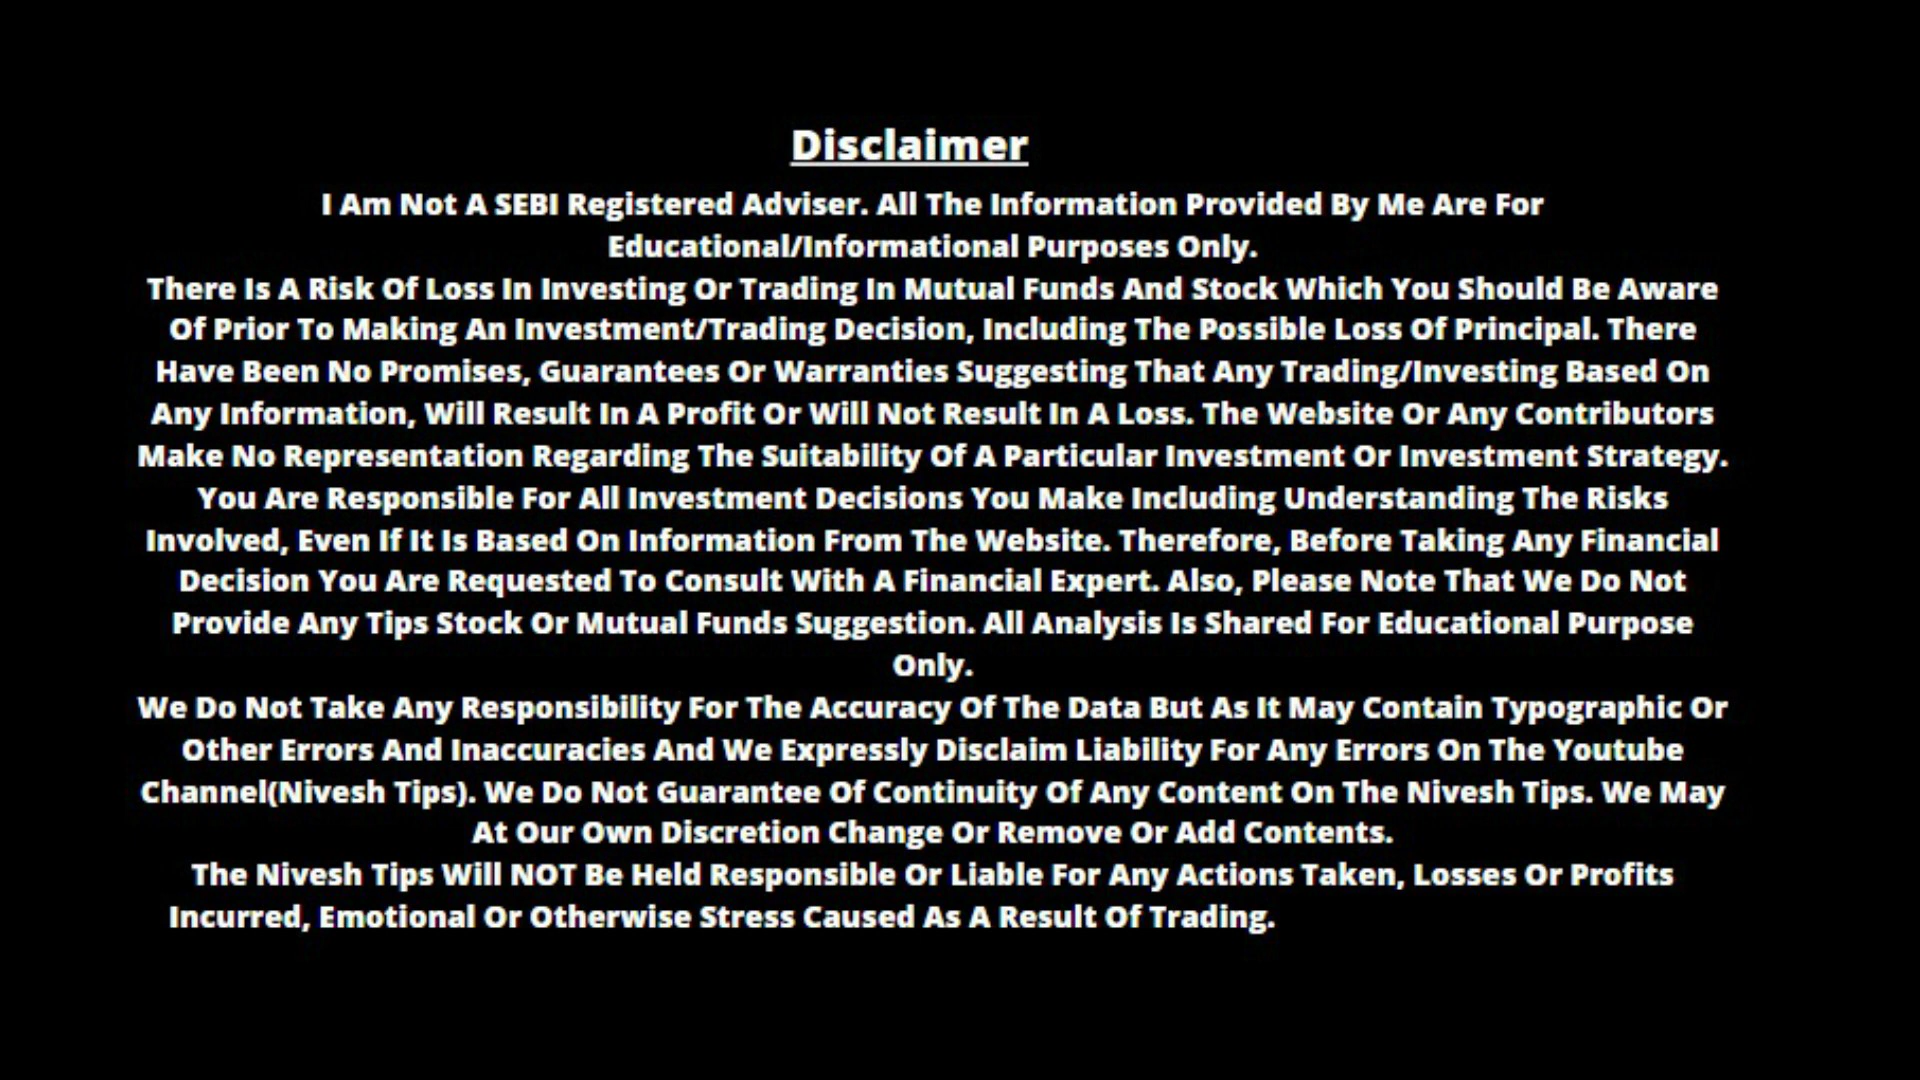 Disclaimer
I Am Not A SEBI Registered Adviser. All The Information Provided By Me Are For
Educational/Informational Purposes Only.
There Is A Risk Of Loss In Investing Or Trading In Mutual Funds And Stock Which You Should Be Aware
Of Prior To Making An Investment/Trading Decision, Including The Possible Loss Of Principal. There
Have Been No Promises, Guarantees Or Warranties Suggesting That Any Trading/Investing Based On
Any Information, Will Result In A Profit Or Will Not Result In A Loss. The Website Or Any Contributors
Make No Representation Regarding The Suitability Of A Particular Investment Or Investment Strategy.
You Are Responsible For All Investment Decisions You Make Including Understanding The Risks
Involved, Even If It Is Based On Information From The Website. Therefore, Before Taking Any Financial
Decision You Are Requested To Consult With A Financial Expert. Also, Please Note That We Do Not
Provide Any Tips Stock Or Mutual Funds Suggestion. All Analysis Is Shared For Educational Purpose
Only.
We Do Not Take Any Responsibility For The Accuracy Of The Data But As It May Contain Typographic Or
Other Errors And Inaccuracies And We Expressly Disclaim Liability For Any Errors On The Youtube
Channel(Nivesh Tips). We Do Not Guarantee Of Continuity Of Any Content On The Nivesh Tips. We May
At Our Own Discretion Change Or Remove Or Add Contents.
The Nivesh Tips Will NOT Be Held Responsible Or Liable For Any Actions Taken, Losses Or Profits
Incurred, Emotional Or Otherwise Stress Caused As A Result Of Trading.